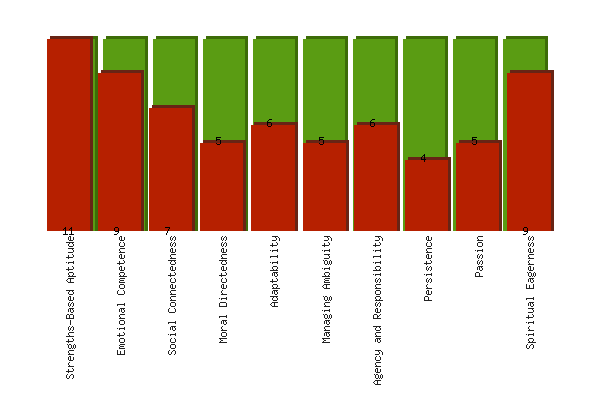 11
9
7
5
6
5
6
4
5
9
Strengths-Based Aptitude
Emotional Competence
Social Connectedness
Moral Directedness
Adaptability
Managing Ambiguity
Agency and Responsibility
Persistence
Passion
Spiritual Eagerness